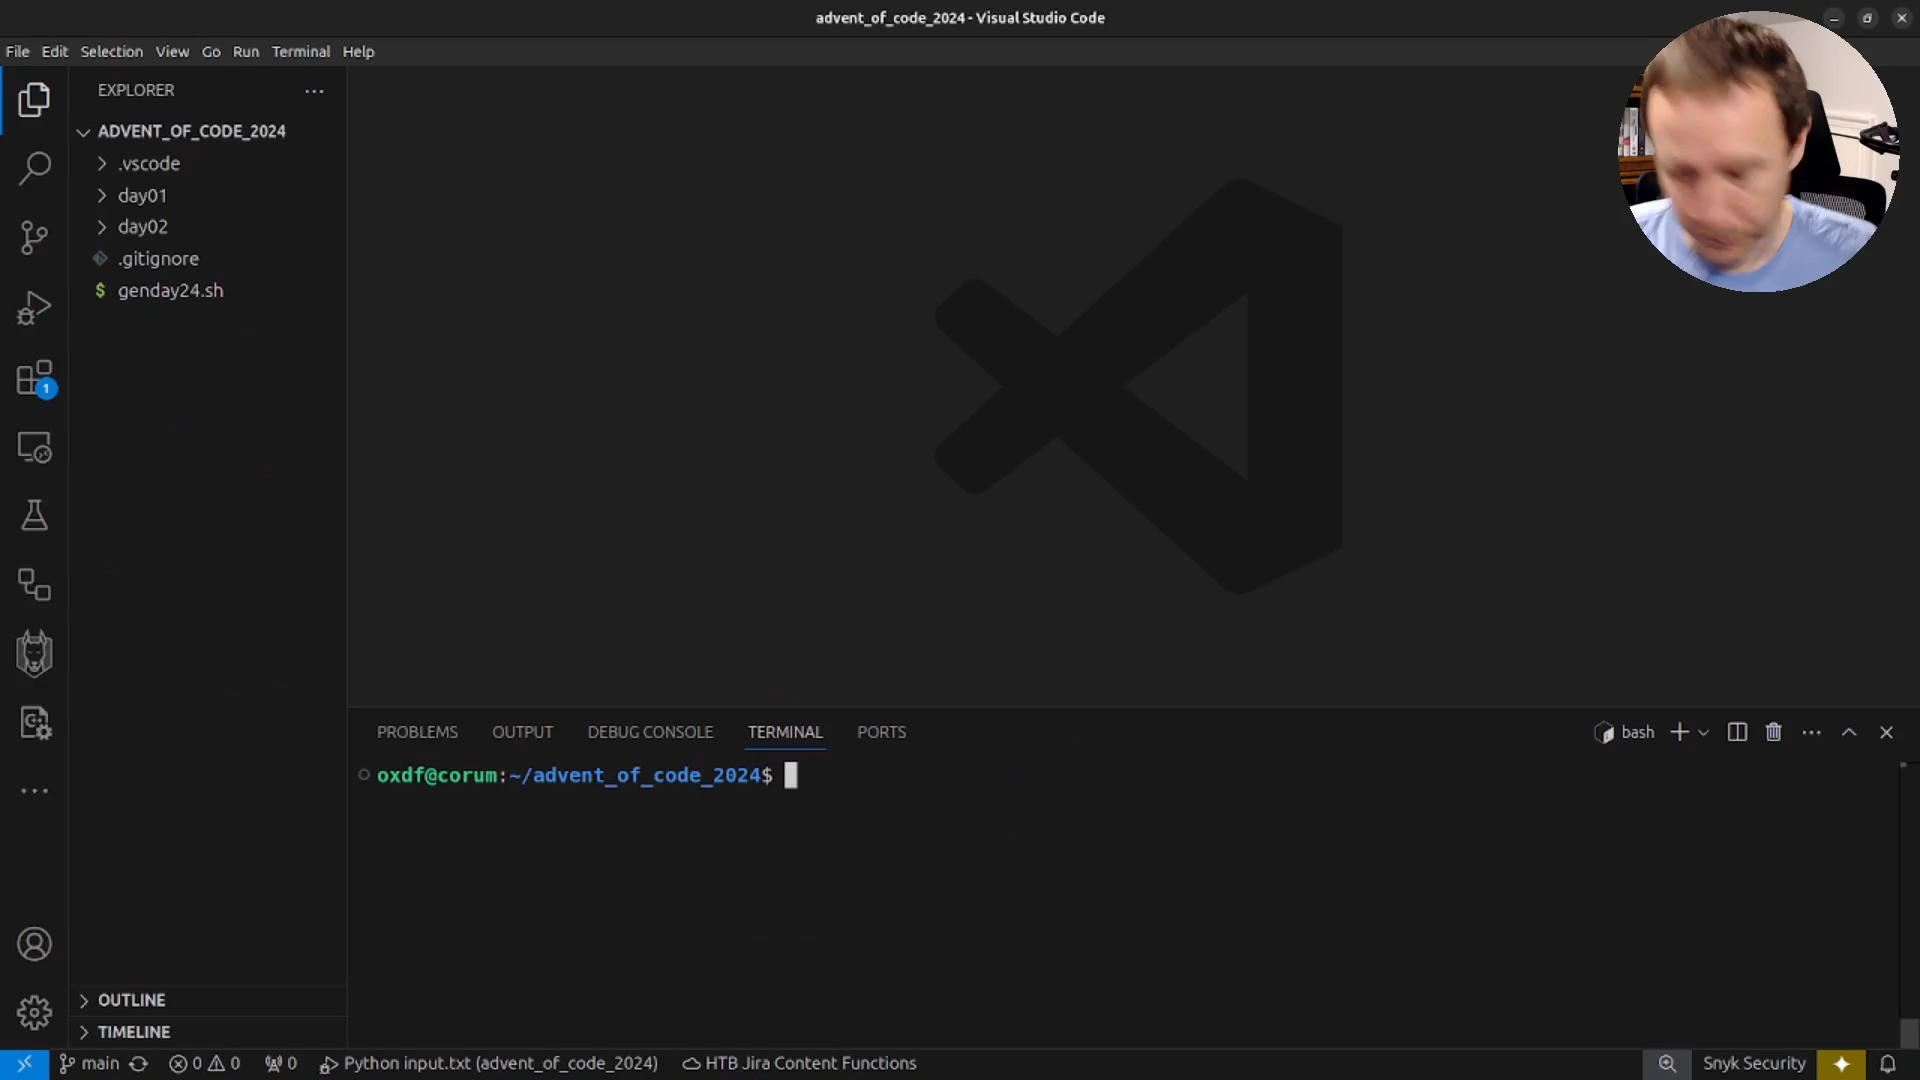 advent_of_code_2024 - Visual Studio Code
File Edit Selection View Go Run Terminal Help
EXPLORER
ADVENT_OF_CODE_2024
.vscode
day01
day02
.gitignore
$ genday24.sh
1
PROBLEMS OUTPUT DEBUG CONSOLE TERMINAL PORTS
bash
oxdf@corum:~/advent_of_code_2024$
OUTLINE
TIMELINE
main 0 0 0 Python input.txt (advent_of_code_2024) HTB Jira Content Functions Snyk Security